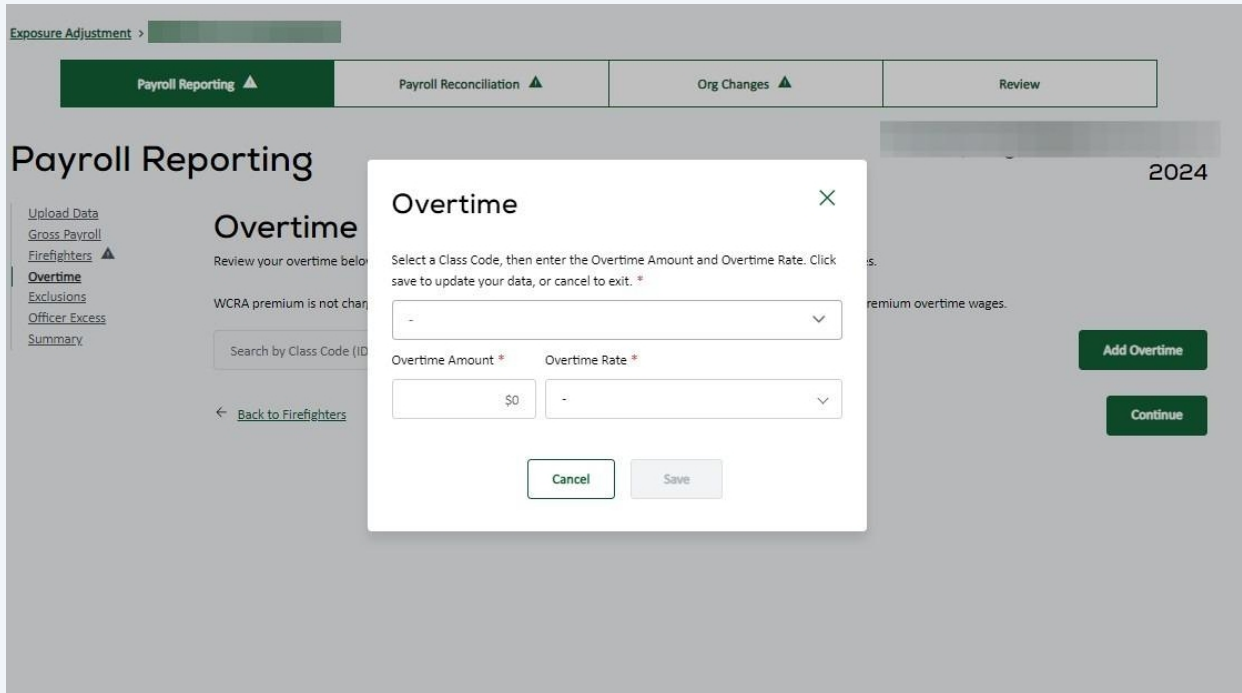 Exposure Adjustment >
Payroll Reporting
Payroll Reconciliation
Org Changes
Review
Payroll Reporting
2024
Upload Data
Gross Payroll
Firefighters
Overtime
Exclusions
Officer Excess
Summary
Overtime
Review your overtime below
s.
WCRA premium is not char
remium overtime wages.
Search by Class Code (ID
Add Overtime
← Back to Firefighters
Continue
Overtime
Select a Class Code, then enter the Overtime Amount and Overtime Rate. Click
save to update your data, or cancel to exit. *
-
Overtime Amount * Overtime Rate *
$0 -
Cancel Save